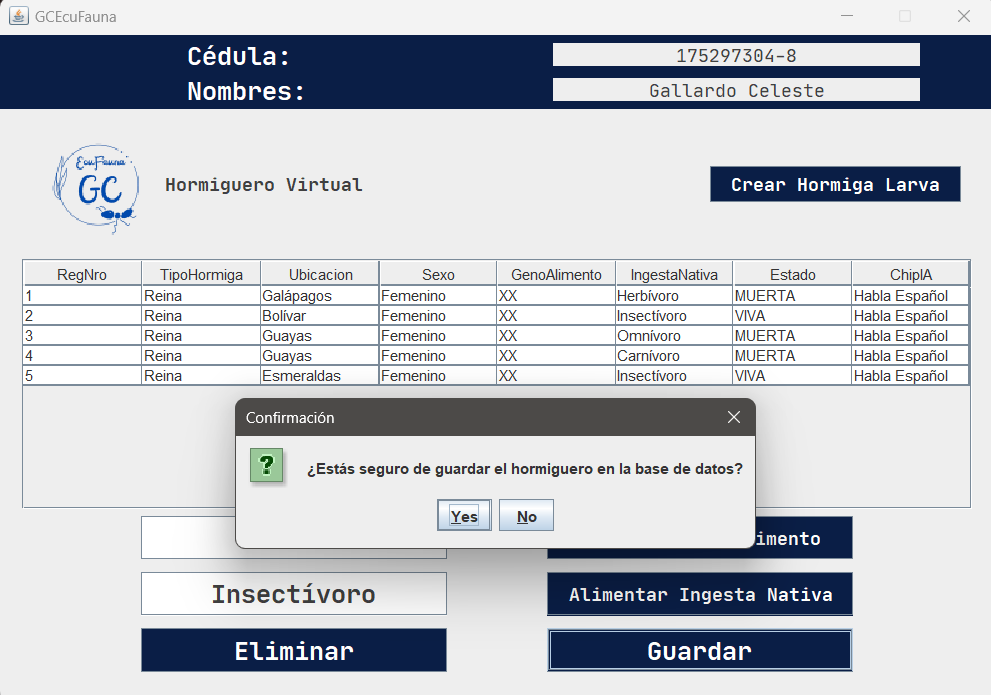 GCEcuFauna
Cédula: 175297304-8
Nombres: Gallardo Celeste
EcuFauna
GC
Hormiguero Virtual
Crear Hormiga Larva
RegNro TipoHormiga Ubicacion Sexo GenoAlimento IngestaNativa Estado ChipIA
1 Reina Galápagos Femenino XX Herbívoro MUERTA Habla Español
2 Reina Bolívar Femenino XX Insectívoro VIVA Habla Español
3 Reina Guayas Femenino XX Omnívoro MUERTA Habla Español
4 Reina Guayas Femenino XX Carnívoro MUERTA Habla Español
5 Reina Esmeraldas Femenino XX Insectívoro VIVA Habla Español
Confirmación
?
¿Estás seguro de guardar el hormiguero en la base de datos?
Yes No
imento
Insectívoro Alimentar Ingesta Nativa
Eliminar Guardar